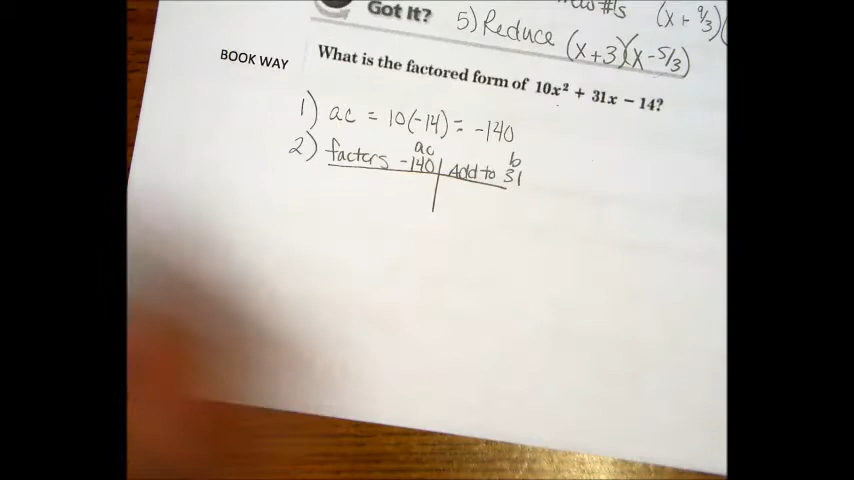 Got It?
#1s (x + 9/3)(
5) Reduce (x+3)(x-5/3)
BOOK WAY
What is the factored form of 10x² + 31x − 14?
1) ac = 10(-14) = -140
ac b
2) factors -140 | Add to 31